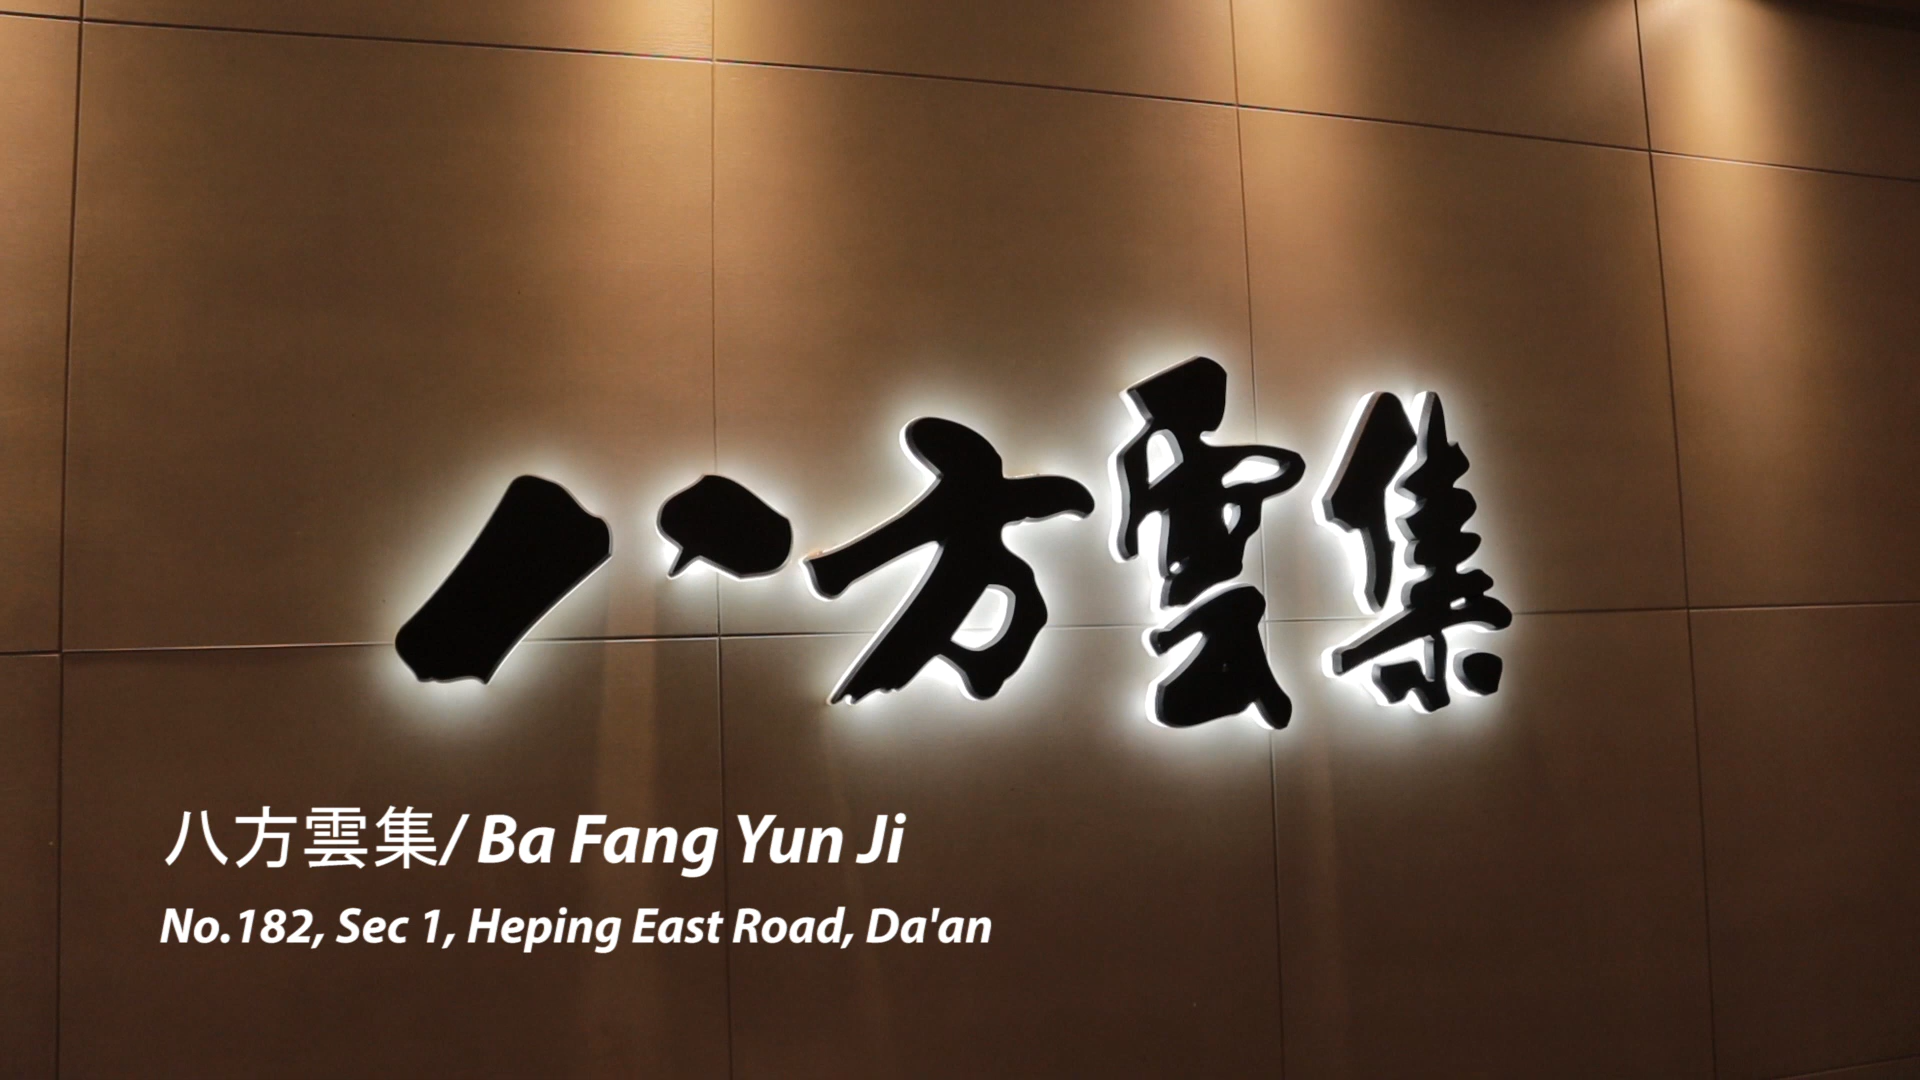 八方雲集
八方雲集/ Ba Fang Yun Ji
No.182, Sec 1, Heping East Road, Da'an